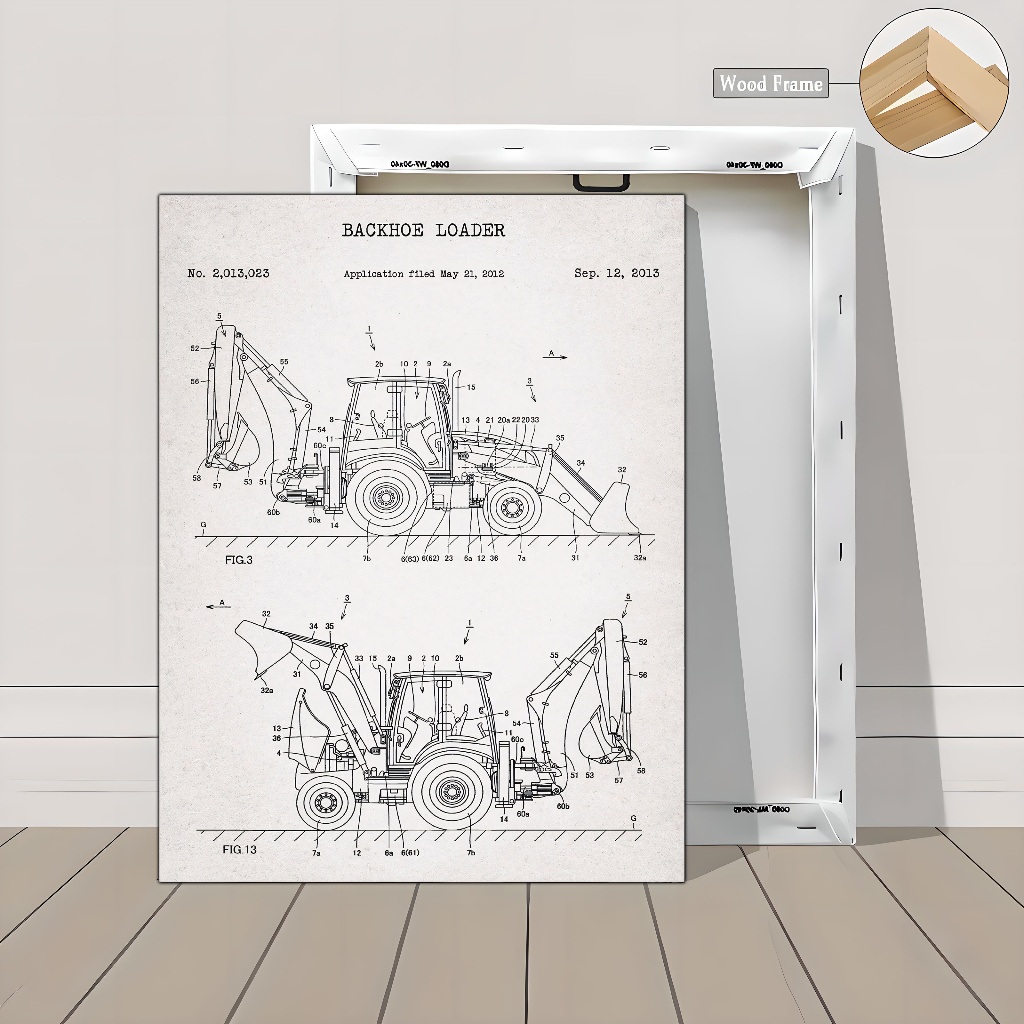 Wood Frame
BACKHOE LOADER
No. 2,013,023 Application filed May 21, 2012 Sep. 12, 2013
5
52
55
56
1
2b 10 2 9 2a
A
3
15
8
11
54
60c
13 4 21 20a 22 20 33
35
34
32
58
57
53
51
60b
60a
14
G
FIG.3
7b 6(63) 6(62) 23 6a 12 36 7a 31 32a
A
32
3
34 35
1
5
33 15 2a 9 2 10 2b
55
52
56
31
32a
13
36
4
8
54
11
60c
51 53 57 58
60b
60a
14
G
FIG.13
7a 12 6a 6(61) 7b